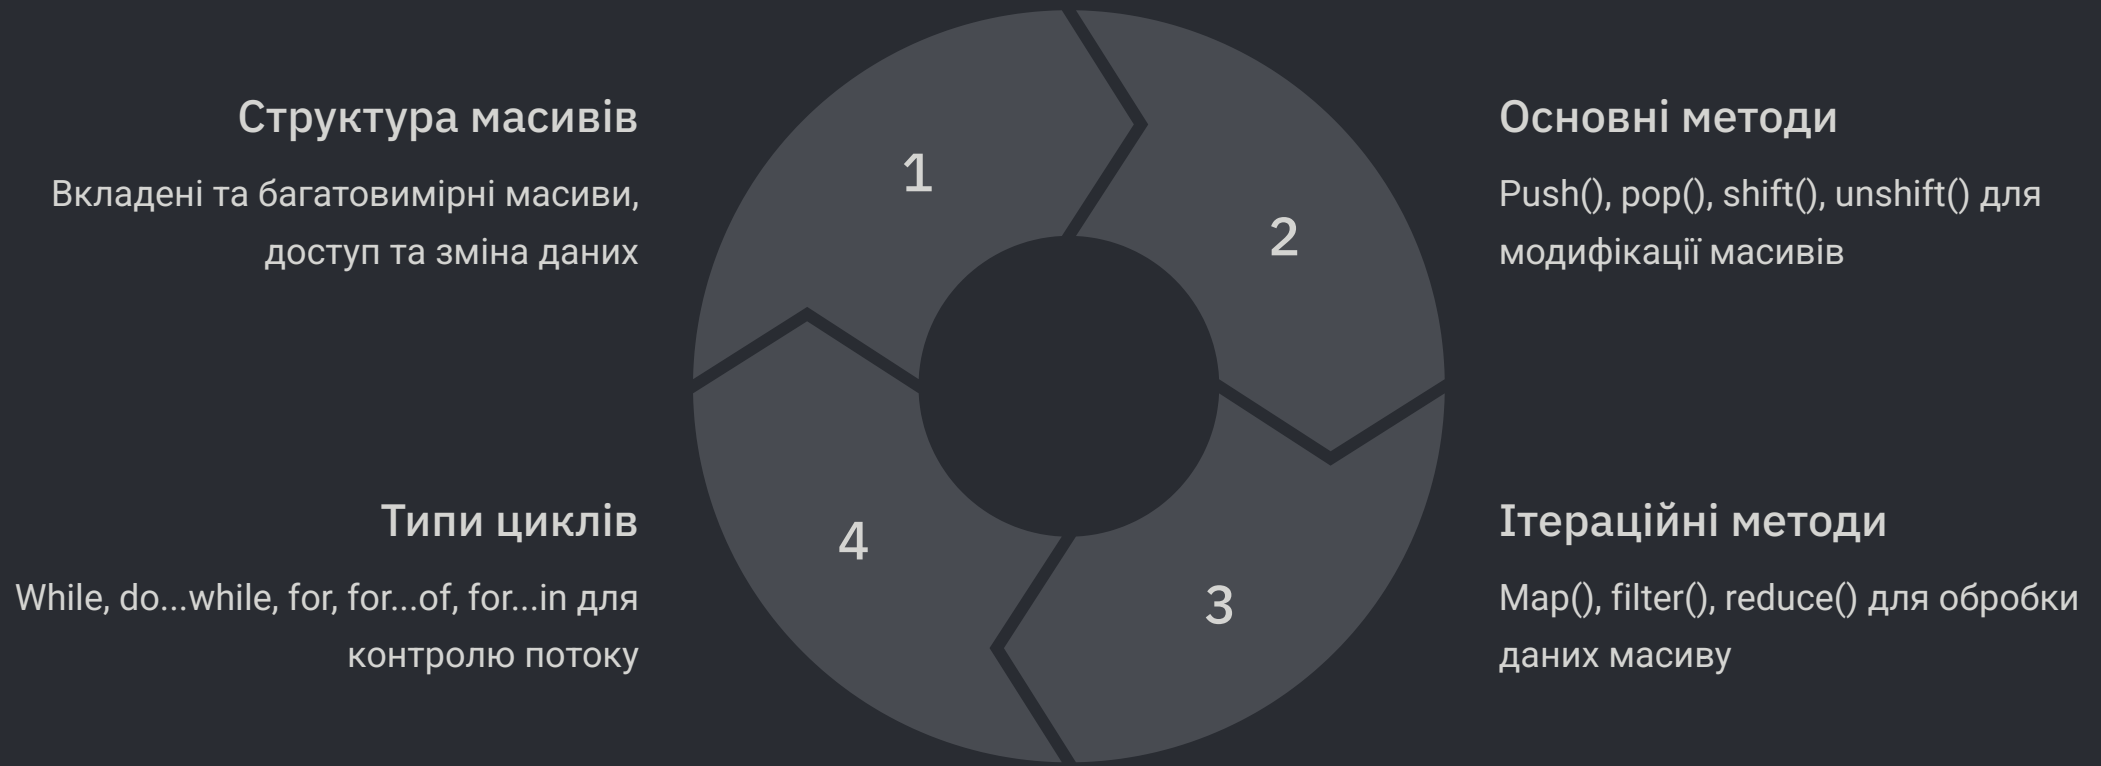 Структура масивів
Вкладені та багатовимірні масиви,
доступ та зміна даних
1
2
Основні методи
Push(), pop(), shift(), unshift() для
модифікації масивів
3
Ітераційні методи
Map(), filter(), reduce() для обробки
даних масиву
4
Типи циклів
While, do...while, for, for...of, for...in для
контролю потоку